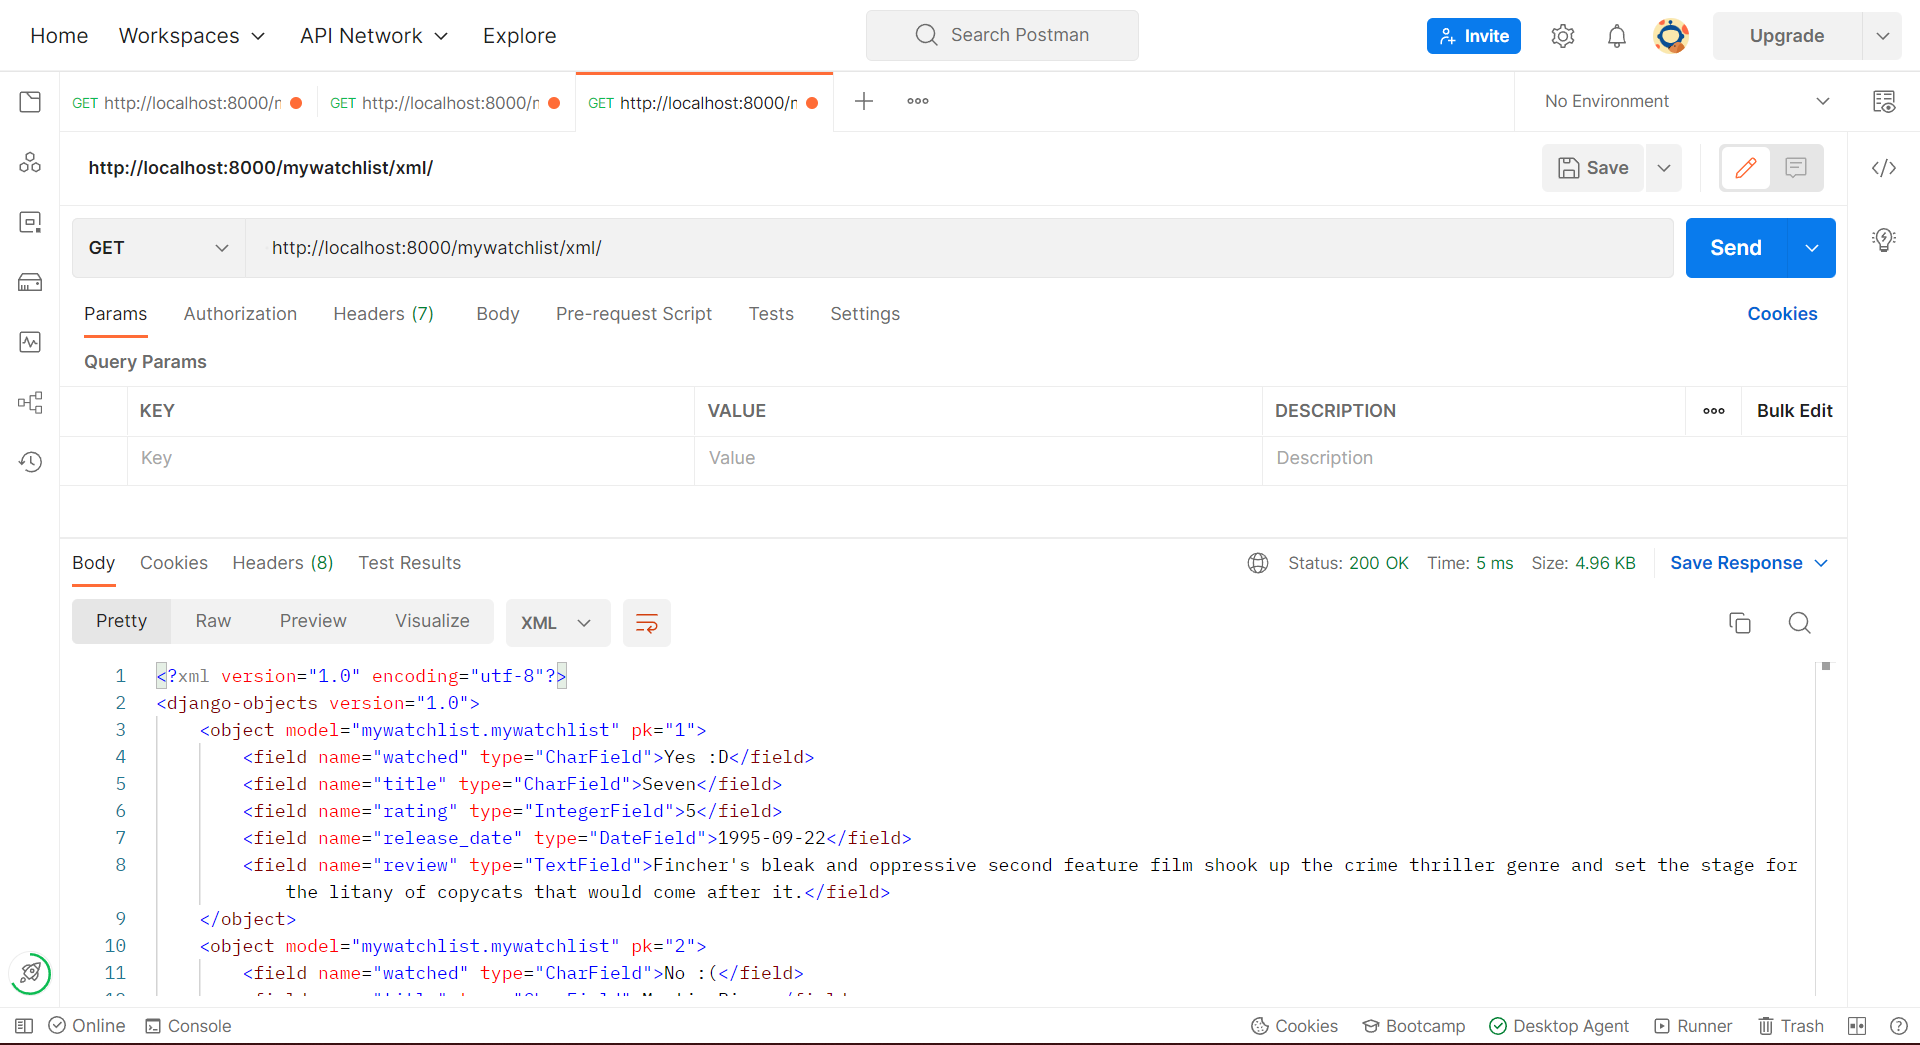 Home Workspaces API Network Explore Search Postman Invite Upgrade
GET http://localhost:8000/n GET http://localhost:8000/n GET http://localhost:8000/n No Environment
http://localhost:8000/mywatchlist/xml/ Save
GET http://localhost:8000/mywatchlist/xml/ Send
Params Authorization Headers (7) Body Pre-request Script Tests Settings Cookies
Query Params
KEY VALUE DESCRIPTION Bulk Edit
Key Value Description
Body Cookies Headers (8) Test Results Status: 200 OK Time: 5 ms Size: 4.96 KB Save Response
Pretty Raw Preview Visualize XML
1 <?xml version="1.0" encoding="utf-8"?>
2 <django-objects version="1.0">
3 <object model="mywatchlist.mywatchlist" pk="1">
4 <field name="watched" type="CharField">Yes :D</field>
5 <field name="title" type="CharField">Seven</field>
6 <field name="rating" type="IntegerField">5</field>
7 <field name="release_date" type="DateField">1995-09-22</field>
8 <field name="review" type="TextField">Fincher's bleak and oppressive second feature film shook up the crime thriller genre and set the stage for
the litany of copycats that would come after it.</field>
9 </object>
10 <object model="mywatchlist.mywatchlist" pk="2">
11 <field name="watched" type="CharField">No :(</field>
Online Console Cookies Bootcamp Desktop Agent Runner Trash